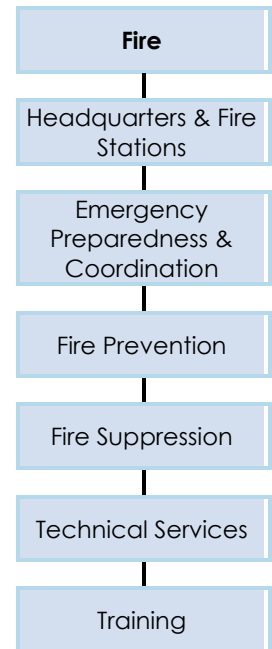 Fire
Headquarters & Fire
Stations
Emergency
Preparedness &
Coordination
Fire Prevention
Fire Suppression
Technical Services
Training